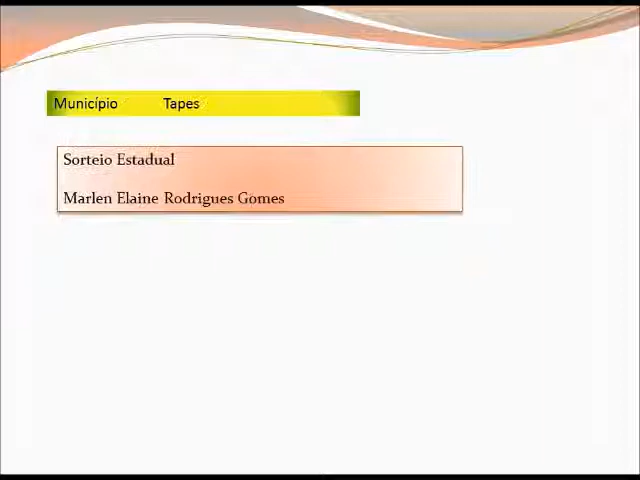 Município Tapes
Sorteio Estadual
Marlen Elaine Rodrigues Gomes